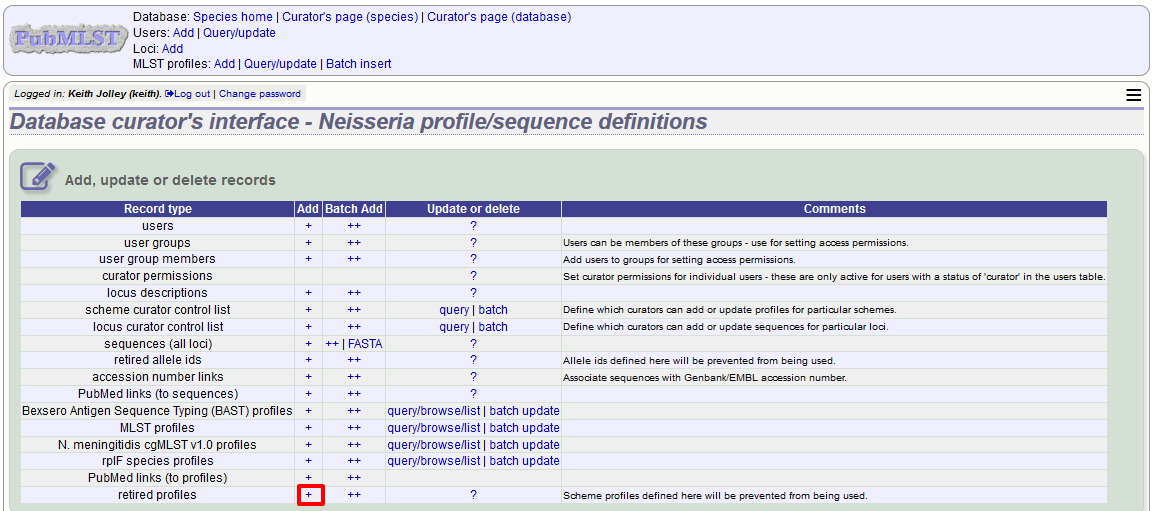 PubMLST
Database: Species home | Curator's page (species) | Curator's page (database)
Users: Add | Query/update
Loci: Add
MLST profiles: Add | Query/update | Batch insert
Logged in: Keith Jolley (keith). Log out | Change password
Database curator's interface - Neisseria profile/sequence definitions
Add, update or delete records
Record type Add Batch Add Update or delete Comments
users + ++ ?
user groups + ++ ? Users can be members of these groups - use for setting access permissions.
user group members + ++ ? Add users to groups for setting access permissions.
curator permissions ? Set curator permissions for individual users - these are only active for users with a status of 'curator' in the users table.
locus descriptions + ++ ?
scheme curator control list + ++ query | batch Define which curators can add or update profiles for particular schemes.
locus curator control list + ++ query | batch Define which curators can add or update sequences for particular loci.
sequences (all loci) + ++ | FASTA ?
retired allele ids + ++ ? Allele ids defined here will be prevented from being used.
accession number links + ++ ? Associate sequences with Genbank/EMBL accession number.
PubMed links (to sequences) + ++ ?
Bexsero Antigen Sequence Typing (BAST) profiles + ++ query/browse/list | batch update
MLST profiles + ++ query/browse/list | batch update
N. meningitidis cgMLST v1.0 profiles + ++ query/browse/list | batch update
rplF species profiles + ++ query/browse/list | batch update
PubMed links (to profiles) + ++
retired profiles + ++ ? Scheme profiles defined here will be prevented from being used.